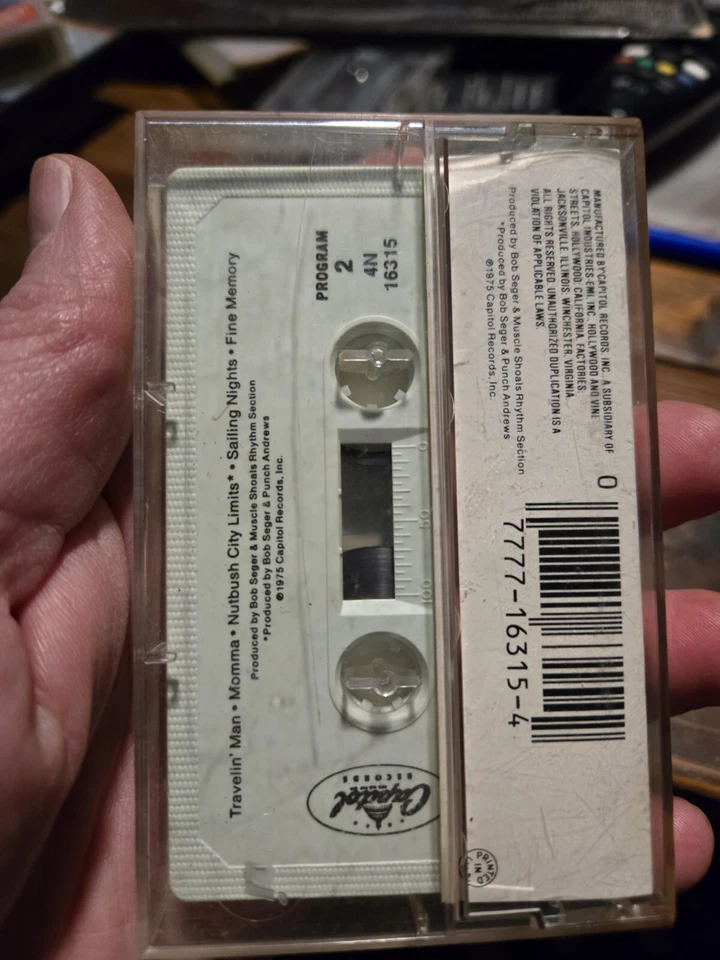 PROGRAM
2
4N
16315
Travelin' Man • Momma • Nutbush City Limits* • Sailing Nights • Fine Memory
Produced by Bob Seger & Muscle Shoals Rhythm Section
*Produced by Bob Seger & Punch Andrews
℗1975 Capitol Records, Inc.
Capitol
RECORDS
0
50
100
MANUFACTURED BY CAPITOL RECORDS, INC., A SUBSIDIARY OF
CAPITOL INDUSTRIES-EMI, INC. HOLLYWOOD AND VINE
STREETS, HOLLYWOOD, CALIFORNIA. FACTORIES:
JACKSONVILLE, ILLINOIS; WINCHESTER, VIRGINIA.
ALL RIGHTS RESERVED. UNAUTHORIZED DUPLICATION IS A
VIOLATION OF APPLICABLE LAWS.
Produced by Bob Seger & Muscle Shoals Rhythm Section
*Produced by Bob Seger & Punch Andrews
℗1975 Capitol Records, Inc.
0
7777-16315-4